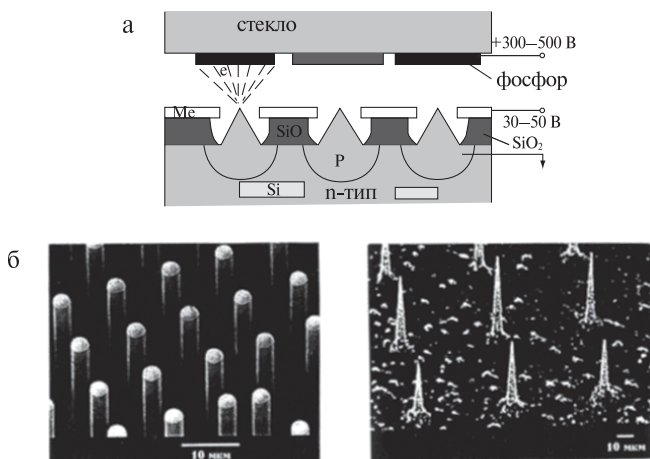 а
стекло
+300–500 В
e
фосфор
Me
SiO
30–50 В
SiO₂
P
Si
n-тип
б
10 мкм
10 мкм